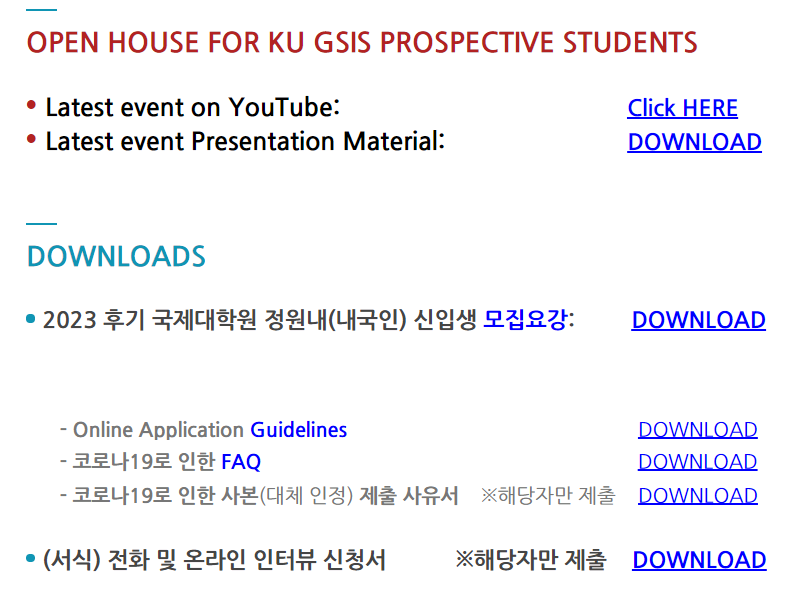 OPEN HOUSE FOR KU GSIS PROSPECTIVE STUDENTS
• Latest event on YouTube: Click HERE
• Latest event Presentation Material: DOWNLOAD
DOWNLOADS
• 2023 후기 국제대학원 정원내(내국인) 신입생 모집요강: DOWNLOAD
- Online Application Guidelines DOWNLOAD
- 코로나19로 인한 FAQ DOWNLOAD
- 코로나19로 인한 사본(대체 인정) 제출 사유서 ※해당자만 제출 DOWNLOAD
• (서식) 전화 및 온라인 인터뷰 신청서 ※해당자만 제출 DOWNLOAD